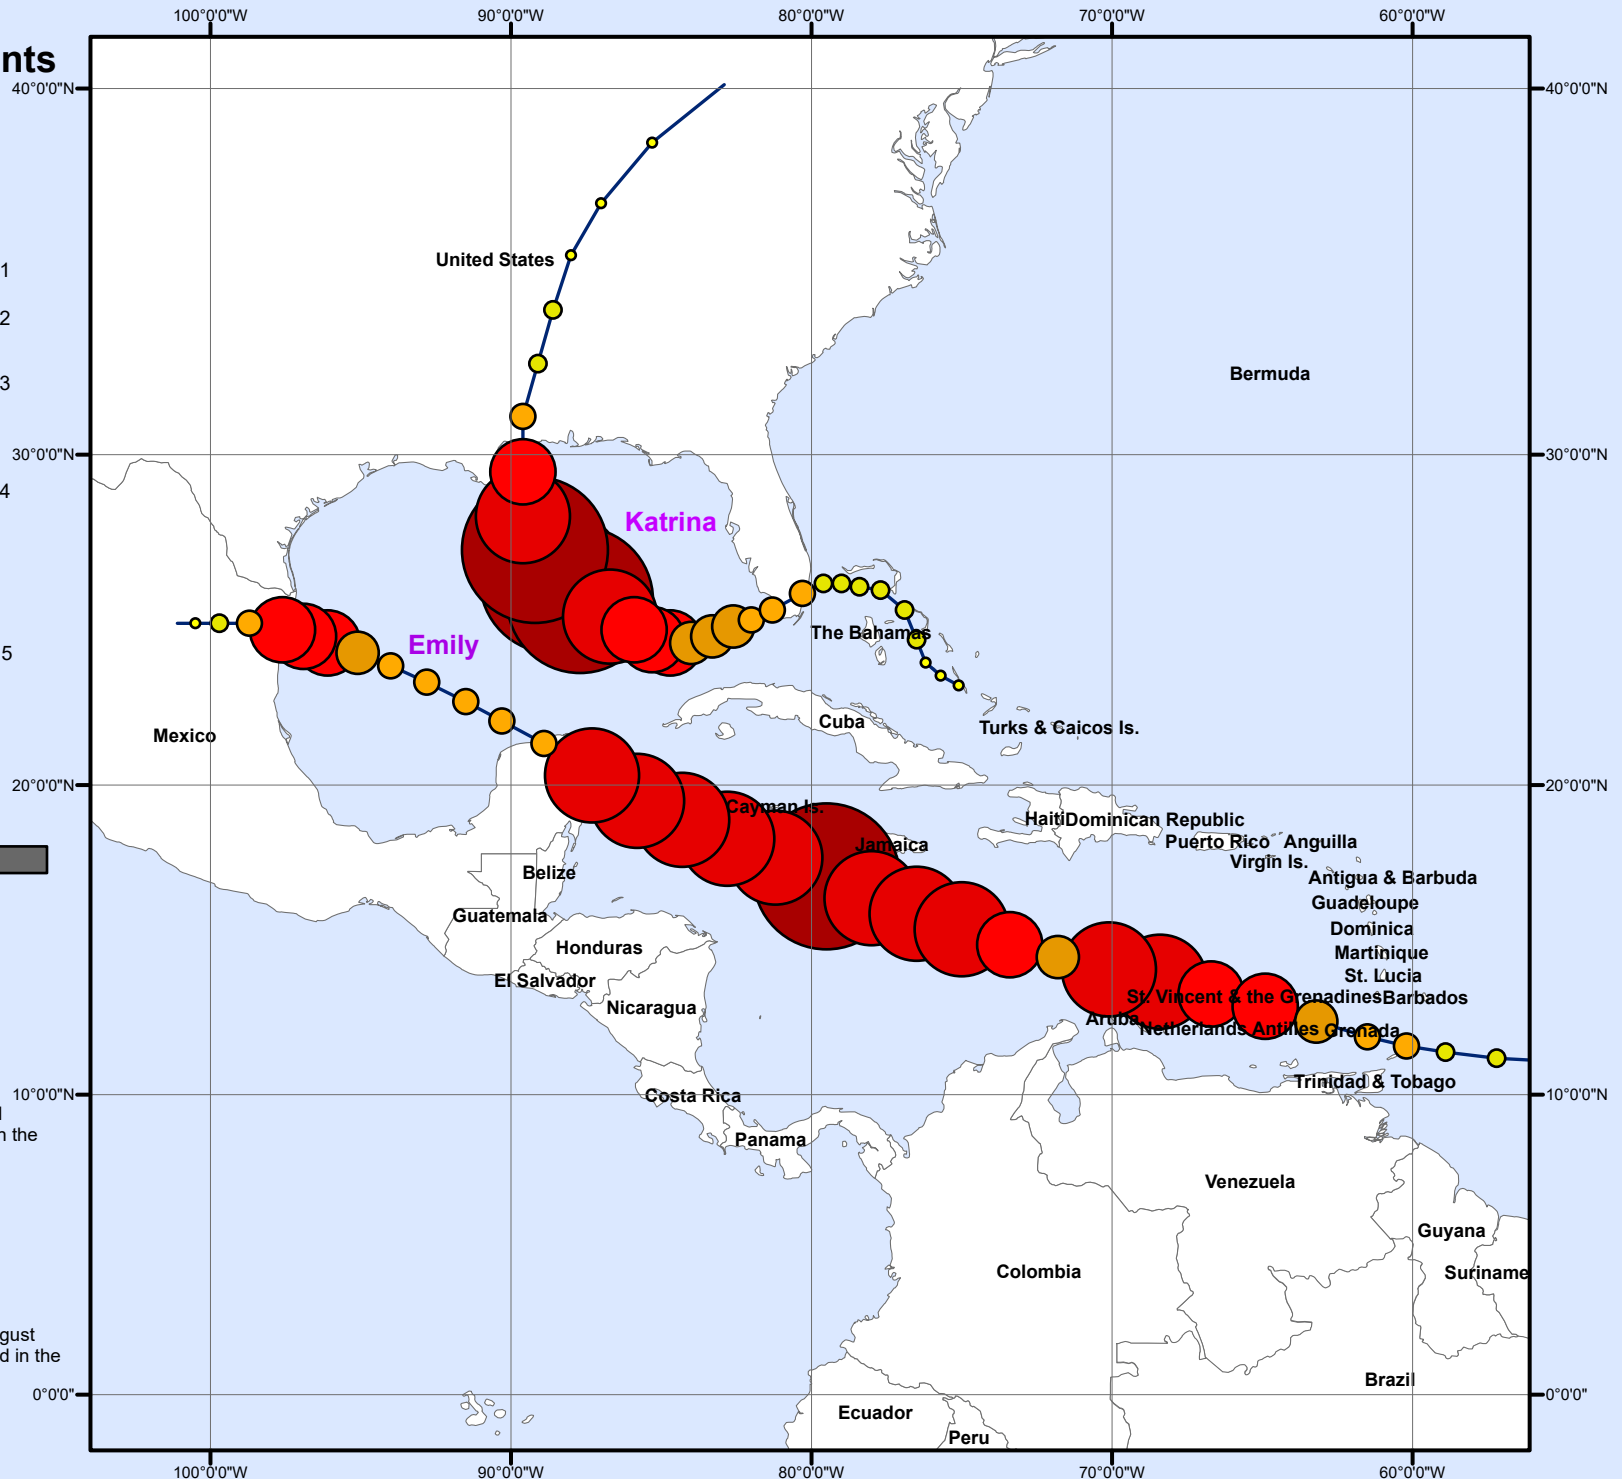 100°0'0"W 90°0'0"W 80°0'0"W 70°0'0"W 60°0'0"W
nts
40°0'0"N 40°0'0"N
United States
1
2
Bermuda
3
30°0'0"N 30°0'0"N
4
Katrina
The Bahamas
Emily
5
Cuba
Turks & Caicos Is.
Mexico
20°0'0"N 20°0'0"N
Cayman Is.
Haiti Dominican Republic
Jamaica
Puerto Rico Anguilla
Virgin Is.
Belize
Antigua & Barbuda
Guadeloupe
Guatemala
Dominica
Honduras
Martinique
St. Lucia
El Salvador
St. Vincent & the Grenadines Barbados
Nicaragua
Aruba
Netherlands Antilles Grenada
Trinidad & Tobago
Costa Rica
10°0'0"N 10°0'0"N
n the
Panama
Venezuela
Guyana
Colombia
Suriname
gust
d in the
Brazil
0°0'0" 0°0'0"
Ecuador
Peru
100°0'0"W 90°0'0"W 80°0'0"W 70°0'0"W 60°0'0"W